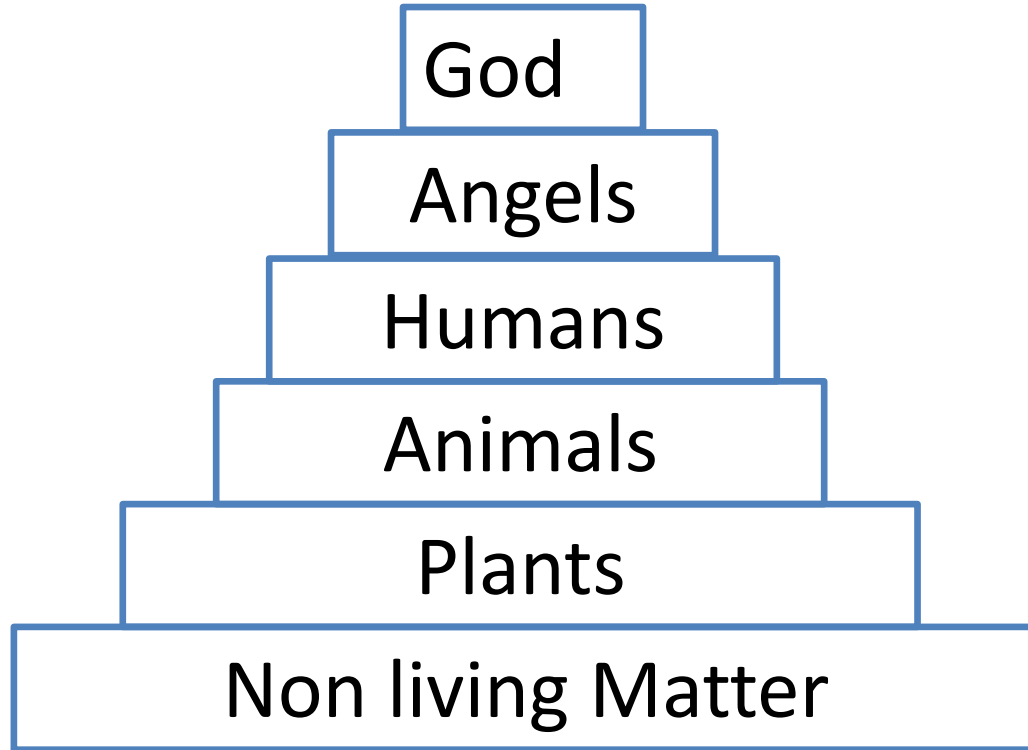 God
Angels
Humans
Animals
Plants
Non living Matter